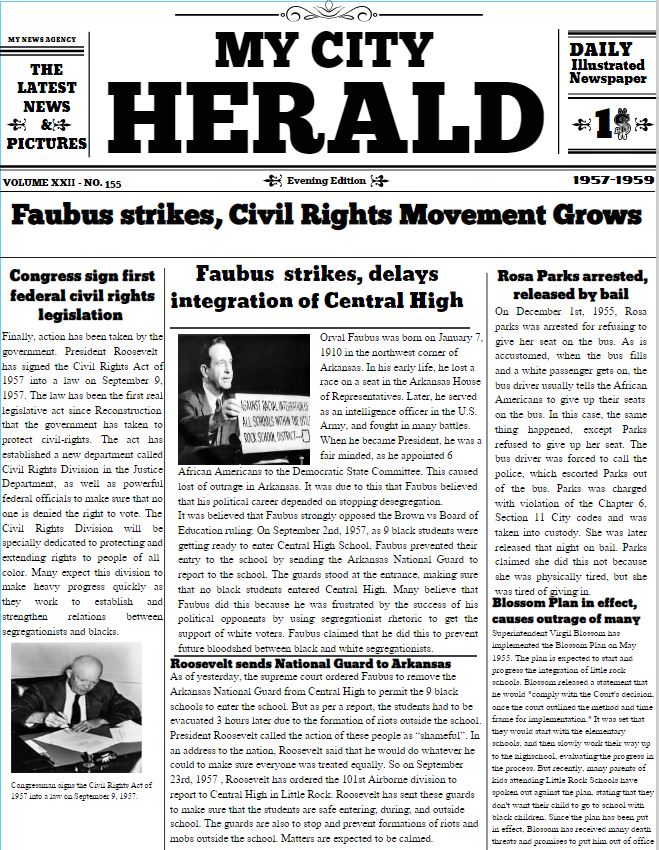 MY NEWS AGENCY
THE
LATEST
NEWS
&
PICTURES
MY CITY
HERALD
DAILY
Illustrated
Newspaper
1$
VOLUME XXII - NO. 155
Evening Edition
1957-1959
Faubus strikes, Civil Rights Movement Grows
Congress sign first
federal civil rights
legislation
Finally, action has been taken by the
government. President Roosevelt
has signed the Civil Rights Act of
1957 into a law on September 9,
1957. The law has been the first real
legislative act since Reconstruction
that the government has taken to
protect civil-rights. The act has
established a new department called
Civil Rights Division in the Justice
Department, as well as powerful
federal officials to make sure that no
one is denied the right to vote. The
Civil Rights Division will be
specially dedicated to protecting and
extending rights to people of all
color. Many expect this division to
make heavy progress quickly as
they work to establish and
strengthen relations between
segregationists and blacks.
Congressman signs the Civil Rights Act of
1957 into a law on September 9, 1957.
Faubus strikes, delays
integration of Central High
AGAINST RACIAL INTEGRATION OF
ALL SCHOOLS WITHIN THE LITTLE
ROCK SCHOOL DISTRICT
Orval Faubus was born on January 7,
1910 in the northwest corner of
Arkansas. In his early life, he lost a
race on a seat in the Arkansas House
of Representatives. Later, he served
as an intelligence officer in the U.S.
Army, and fought in many battles.
When he became President, he was a
fair minded, as he appointed 6
African Americans to the Democratic State Committee. This caused
lost of outrage in Arkansas. It was due to this that Faubus believed
that his political career depended on stopping desegregation.
It was believed that Faubus strongly opposed the Brown vs Board of
Education ruling. On September 2nd, 1957, as 9 black students were
getting ready to enter Central High School, Faubus prevented their
entry to the school by sending the Arkansas National Guard to
report to the school. The guards stood at the entrance, making sure
that no black students entered Central High. Many believe that
Faubus did this because he was frustrated by the success of his
political opponents by using segregationist rhetoric to get the
support of white voters. Faubus claimed that he did this to prevent
future bloodshed between black and white segregationists.
Roosevelt sends National Guard to Arkansas
As of yesterday, the supreme court ordered Faubus to remove the
Arkansas National Guard from Central High to permit the 9 black
schools to enter the school. But as per a report, the students had to be
evacuated 3 hours later due to the formation of riots outside the school.
President Roosevelt called the action of these people as “shameful”. In
an address to the nation, Roosevelt said that he would do whatever he
could to make sure everyone was treated equally. So on September
23rd, 1957 , Roosevelt has ordered the 101st Airborne division to
report to Central High in Little Rock. Roosevelt has sent these guards
to make sure that the students are safe entering, during, and outside
school. The guards are also to stop and prevent formations of riots and
mobs outside the school. Matters are expected to be calmed.
Rosa Parks arrested,
released by bail
On December 1st, 1955, Rosa
parks was arrested for refusing to
give her seat on the bus. As is
accustomed, when the bus fills
and a white passenger gets on, the
bus driver usually tells the African
Americans to give up their seats
on the bus. In this case, the same
thing happened, except Parks
refused to give up her seat. The
bus driver was forced to call the
police, which escorted Parks out
of the bus. Parks was charged
with violation of the Chapter 6,
Section 11 City codes and was
taken into custody. She was later
released that night on bail. Parks
claimed she did this not because
she was physically tired, but she
was tired of giving in.
Blossom Plan in effect,
causes outrage of many
Superintendent Virgil Blossom has
implemented the Blossom Plan on May
1955. The plan is expected to start and
progress the integration of little rock
schools. Blossom released a statement that
he would "comply with the Court's decision,
once the court outlined the method and time
frame for implementation." It was set that
they would start with the elementary
schools, and then slowly work their way up
to the highschool, evaluating the progress in
the process. But recently, many parents of
kids attending Little Rock Schools have
spoken out against the plan, stating that they
don't want their child to go to school with
black children. Since the plan has been put
in effect, Blossom has received many death
threats and promises to put him out of office